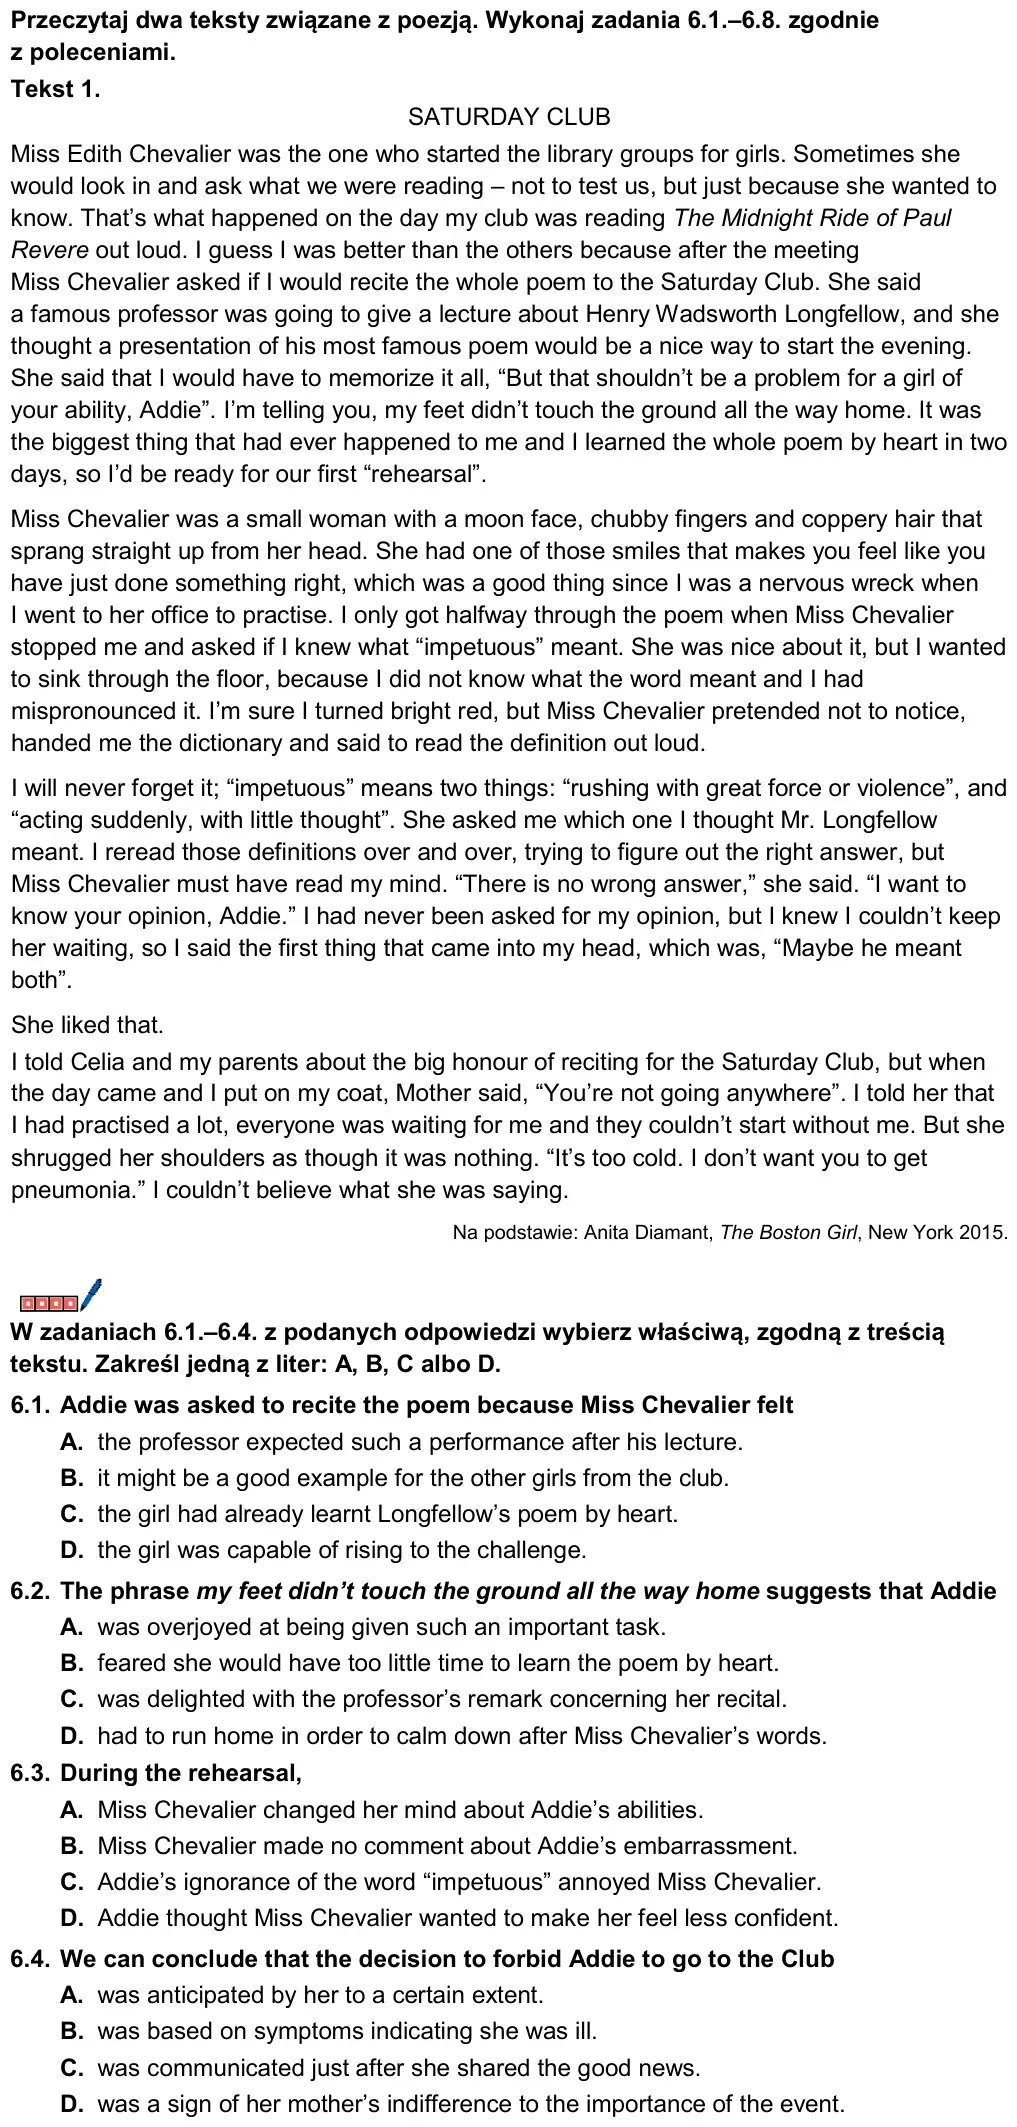 Przeczytaj dwa teksty związane z poezją. Wykonaj zadania 6.1.–6.8. zgodnie
z poleceniami.
Tekst 1.
SATURDAY CLUB
Miss Edith Chevalier was the one who started the library groups for girls. Sometimes she
would look in and ask what we were reading – not to test us, but just because she wanted to
know. That’s what happened on the day my club was reading The Midnight Ride of Paul
Revere out loud. I guess I was better than the others because after the meeting
Miss Chevalier asked if I would recite the whole poem to the Saturday Club. She said
a famous professor was going to give a lecture about Henry Wadsworth Longfellow, and she
thought a presentation of his most famous poem would be a nice way to start the evening.
She said that I would have to memorize it all, “But that shouldn’t be a problem for a girl of
your ability, Addie”. I’m telling you, my feet didn’t touch the ground all the way home. It was
the biggest thing that had ever happened to me and I learned the whole poem by heart in two
days, so I’d be ready for our first “rehearsal”.
Miss Chevalier was a small woman with a moon face, chubby fingers and coppery hair that
sprang straight up from her head. She had one of those smiles that makes you feel like you
have just done something right, which was a good thing since I was a nervous wreck when
I went to her office to practise. I only got halfway through the poem when Miss Chevalier
stopped me and asked if I knew what “impetuous” meant. She was nice about it, but I wanted
to sink through the floor, because I did not know what the word meant and I had
mispronounced it. I’m sure I turned bright red, but Miss Chevalier pretended not to notice,
handed me the dictionary and said to read the definition out loud.
I will never forget it; “impetuous” means two things: “rushing with great force or violence”, and
“acting suddenly, with little thought”. She asked me which one I thought Mr. Longfellow
meant. I reread those definitions over and over, trying to figure out the right answer, but
Miss Chevalier must have read my mind. “There is no wrong answer,” she said. “I want to
know your opinion, Addie.” I had never been asked for my opinion, but I knew I couldn’t keep
her waiting, so I said the first thing that came into my head, which was, “Maybe he meant
both”.
She liked that.
I told Celia and my parents about the big honour of reciting for the Saturday Club, but when
the day came and I put on my coat, Mother said, “You’re not going anywhere”. I told her that
I had practised a lot, everyone was waiting for me and they couldn’t start without me. But she
shrugged her shoulders as though it was nothing. “It’s too cold. I don’t want you to get
pneumonia.” I couldn’t believe what she was saying.
Na podstawie: Anita Diamant, The Boston Girl, New York 2015.
W zadaniach 6.1.–6.4. z podanych odpowiedzi wybierz właściwą, zgodną z treścią
tekstu. Zakreśl jedną z liter: A, B, C albo D.
6.1. Addie was asked to recite the poem because Miss Chevalier felt
A. the professor expected such a performance after his lecture.
B. it might be a good example for the other girls from the club.
C. the girl had already learnt Longfellow’s poem by heart.
D. the girl was capable of rising to the challenge.
6.2. The phrase my feet didn’t touch the ground all the way home suggests that Addie
A. was overjoyed at being given such an important task.
B. feared she would have too little time to learn the poem by heart.
C. was delighted with the professor’s remark concerning her recital.
D. had to run home in order to calm down after Miss Chevalier’s words.
6.3. During the rehearsal,
A. Miss Chevalier changed her mind about Addie’s abilities.
B. Miss Chevalier made no comment about Addie’s embarrassment.
C. Addie’s ignorance of the word “impetuous” annoyed Miss Chevalier.
D. Addie thought Miss Chevalier wanted to make her feel less confident.
6.4. We can conclude that the decision to forbid Addie to go to the Club
A. was anticipated by her to a certain extent.
B. was based on symptoms indicating she was ill.
C. was communicated just after she shared the good news.
D. was a sign of her mother’s indifference to the importance of the event.